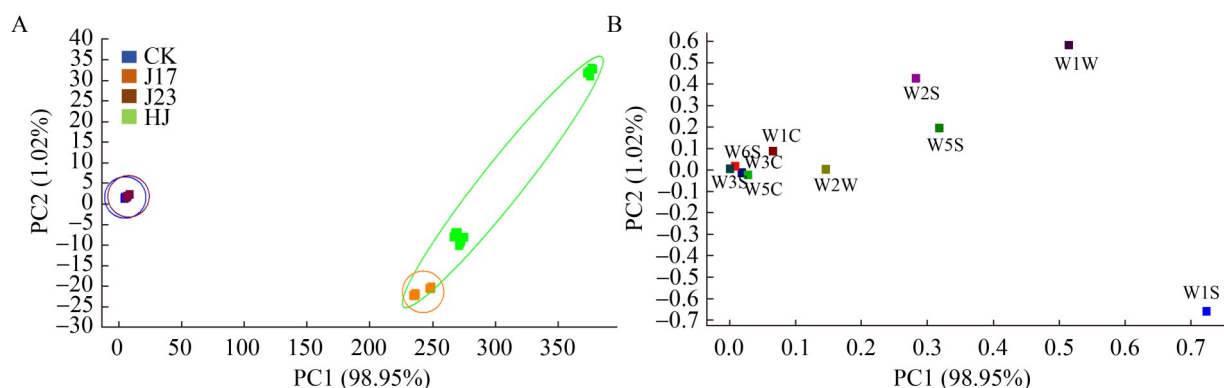 A
40
35
30
25
20
15
10
5
0
−5
−10
−15
−20
−25
−30
PC2 (1.02%)
CK
J17
J23
HJ
0 50 100 150 200 250 300 350
PC1 (98.95%)
B
0.6
0.5
0.4
0.3
0.2
0.1
0.0
−0.1
−0.2
−0.3
−0.4
−0.5
−0.6
−0.7
PC2 (1.02%)
W1W
W2S
W5S
W1C
W6S
W3C
W3S
W5C
W2W
W1S
0.0 0.1 0.2 0.3 0.4 0.5 0.6 0.7
PC1 (98.95%)